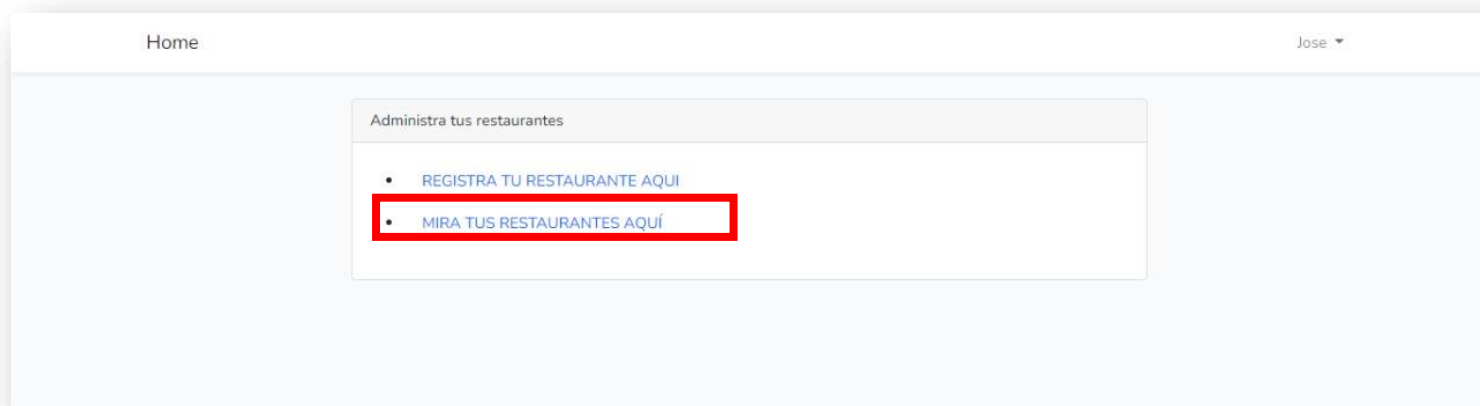 Home
Jose
Administra tus restaurantes
REGISTRA TU RESTAURANTE AQUI
MIRA TUS RESTAURANTES AQUÍ